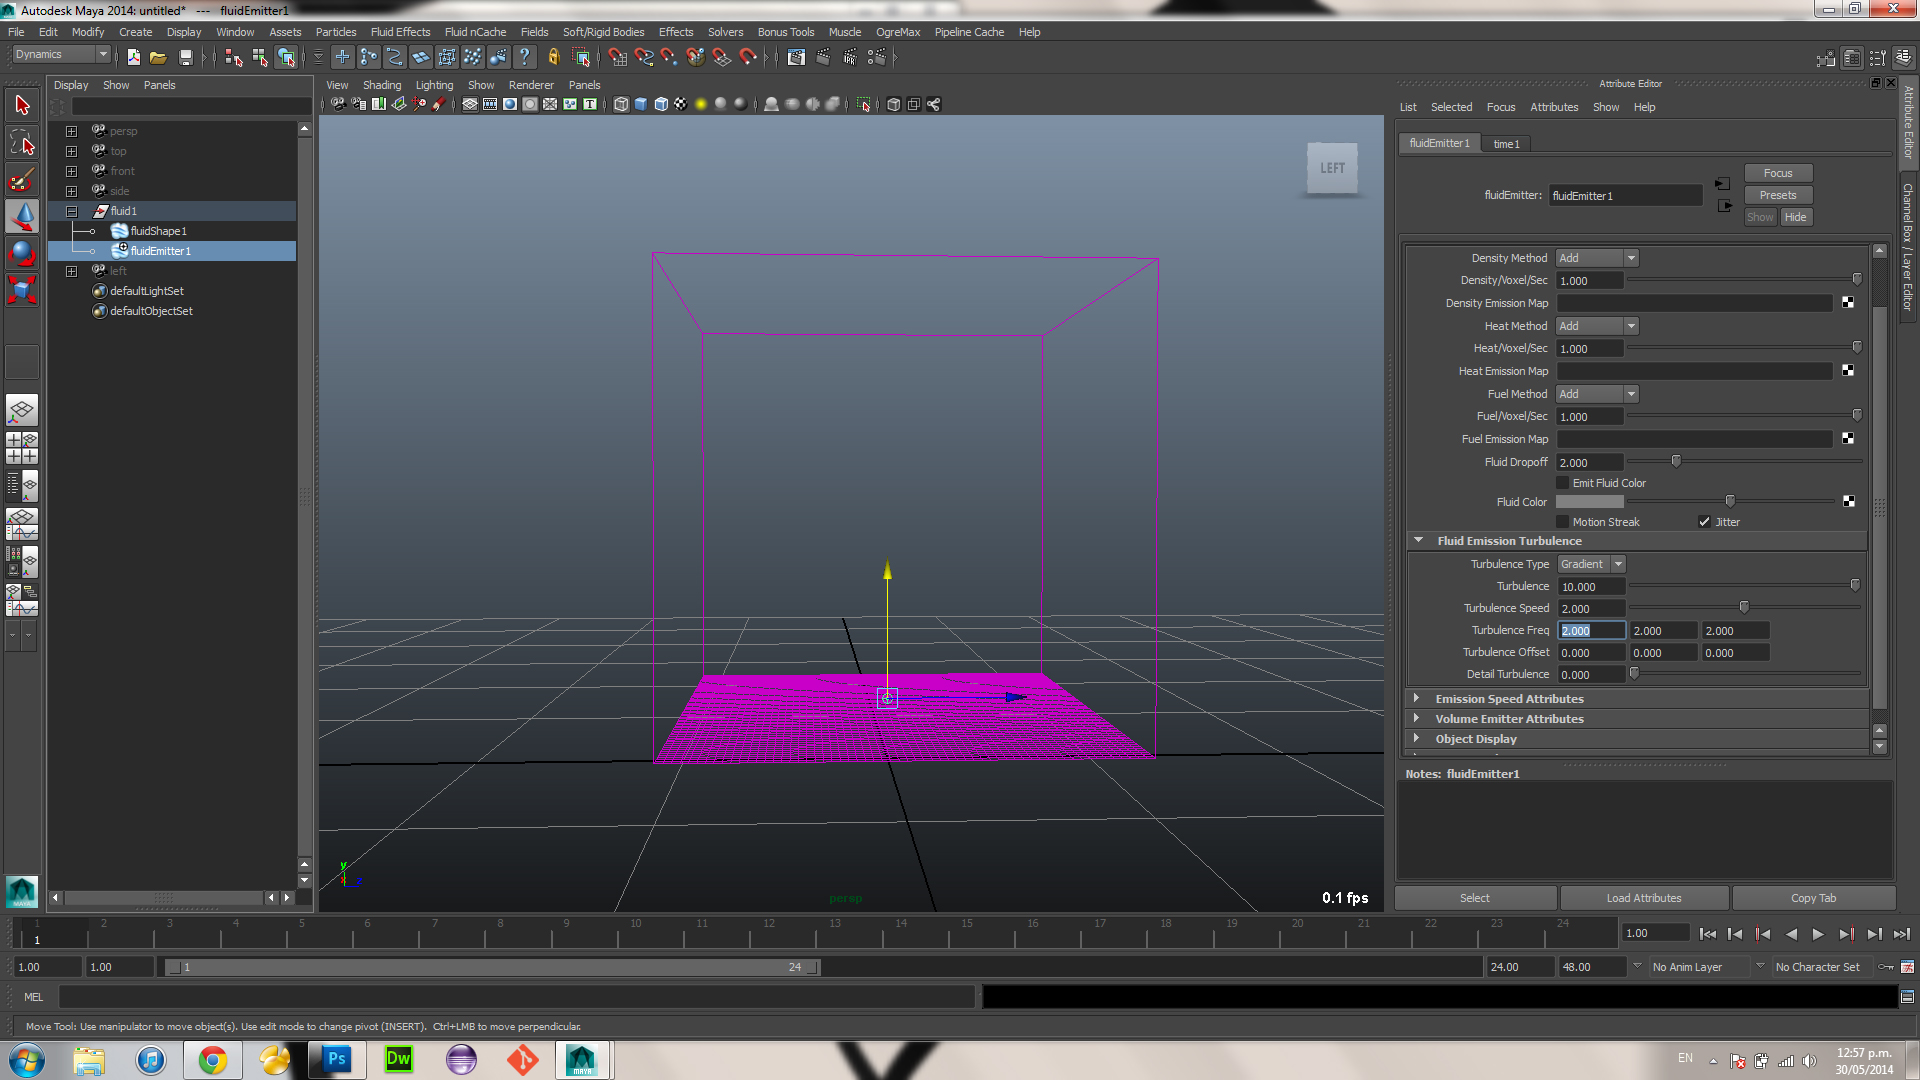 Autodesk Maya 2014: untitled*   ---   fluidEmitter1
File Edit Modify Create Display Window Assets Particles Fluid Effects Fluid nCache Fields Soft/Rigid Bodies Effects Solvers Bonus Tools Muscle OgreMax Pipeline Cache Help
Dynamics
Display Show Panels
persp
top
front
side
fluid1
fluidShape1
fluidEmitter1
left
defaultLightSet
defaultObjectSet
View Shading Lighting Show Renderer Panels
LEFT
persp
0.1 fps
y
Attribute Editor
List Selected Focus Attributes Show Help
fluidEmitter1 time1
fluidEmitter: fluidEmitter1
Focus
Presets
Show Hide
Density Method Add
Density/Voxel/Sec 1.000
Density Emission Map
Heat Method Add
Heat/Voxel/Sec 1.000
Heat Emission Map
Fuel Method Add
Fuel/Voxel/Sec 1.000
Fuel Emission Map
Fluid Dropoff 2.000
Emit Fluid Color
Fluid Color
Motion Streak Jitter
Fluid Emission Turbulence
Turbulence Type Gradient
Turbulence 10.000
Turbulence Speed 2.000
Turbulence Freq 2.000 2.000 2.000
Turbulence Offset 0.000 0.000 0.000
Detail Turbulence 0.000
Emission Speed Attributes
Volume Emitter Attributes
Object Display
Notes: fluidEmitter1
Select Load Attributes Copy Tab
Attribute Editor
Channel Box / Layer Editor
1 2 3 4 5 6 7 8 9 10 11 12 13 14 15 16 17 18 19 20 21 22 23 24
1
1.00
1.00 1.00 1 24 24.00 48.00 No Anim Layer No Character Set
MEL
Move Tool: Use manipulator to move object(s). Use edit mode to change pivot (INSERT).  Ctrl+LMB to move perpendicular.
Ps
Dw
MAYA
EN
12:57 p.m.
30/05/2014